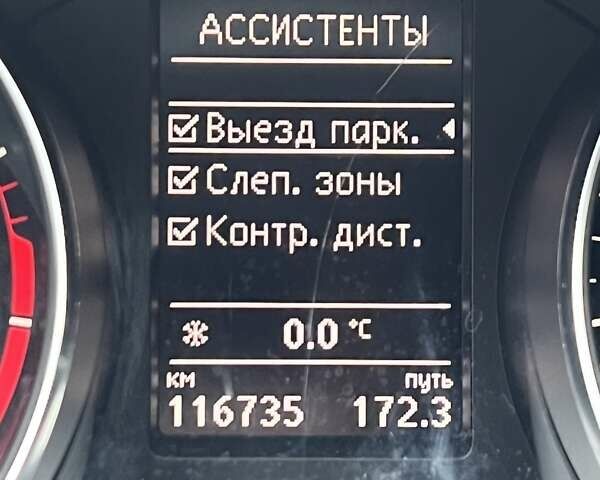 АССИСТЕНТЫ
Выезд парк.
Слеп. зоны
Контр. дист.
0.0 °C
км путь
116735 172.3